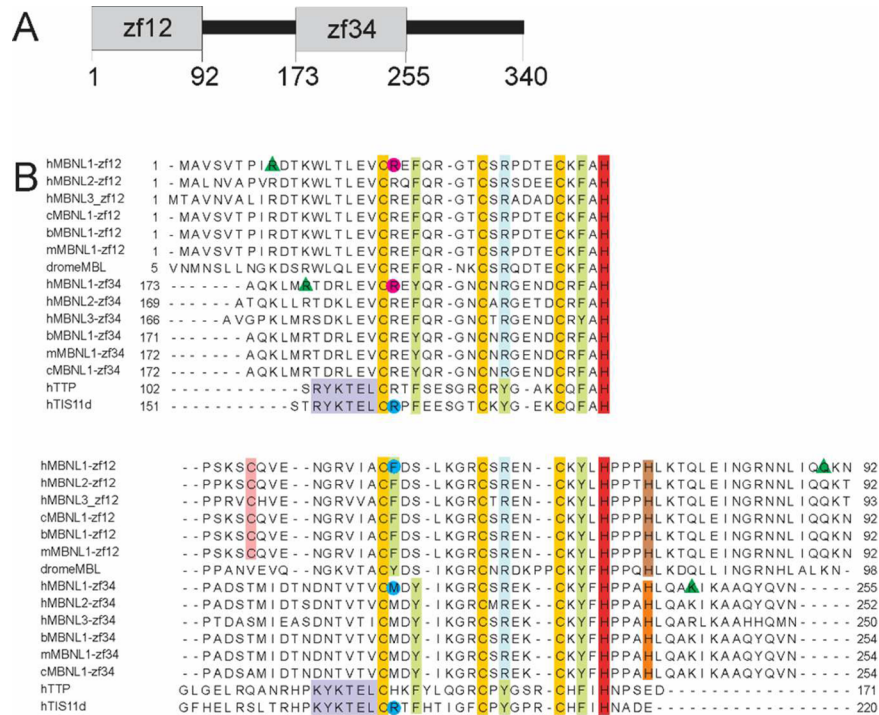 A zf12 zf34
1 92 173 255 340
B
hMBNL1-zf12 1 - MAVSVTPIRDTKWLTLEVCREFQR-GTCSRPDTECKFAH
hMBNL2-zf12 1 - MALNVAPVRDTKWLTLEVCRQFQR-GTCSRSDEECKFAH
hMBNL3_zf12 1 MTAVNVALIRDTKWLTLEVCREFQR-GTCSRADADCKFAH
cMBNL1-zf12 1 - MAVSVTPIRDTKWLTLEVCREFQR-GTCSRPDTECKFAH
bMBNL1-zf12 1 - MAVSVTPIRDTKWLTLEVCREFQR-GTCSRPDTECKFAH
mMBNL1-zf12 1 - MAVSVTPIRDTKWLTLEVCREFQR-GTCSRPDTECKFAH
dromeMBL 5 VNMNSLLNGKDSRWLQLEVCREFQR-NKCSRQDTECKFAH
hMBNL1-zf34 173 -------AQKLMRTDRLEVCREYQR-GNCNRGENDCRFAH
hMBNL2-zf34 169 ------ATQKLLRTDKLEVCREFQR-GNCARGETDCRFAH
hMBNL3-zf34 166 -----AVGPKLMRSDKLEVCREFQR-GNCTRGENDCRYAH
bMBNL1-zf34 171 -------AQKLMRTDRLEVCREYQR-GNCNRGENDCRFAH
mMBNL1-zf34 172 -------AQKLMRTDRLEVCREYQR-GNCNRGENDCRFAH
cMBNL1-zf34 172 -------AQKLMRTDRLEVCREYQR-GNCNRGENDCRFAH
hTTP 102 ------------SRYKTELCRTFSESGRCRYG-AKCQFAH
hTIS11d 151 -----------STRYKTELCRPFEESGTCKYG-EKCQFAH
hMBNL1-zf12 --PSKSCQVE--NGRVIACFDS-LKGRCSREN--CKYLHPPPHLKTQLEINGRNNLIQQKN 92
hMBNL2-zf12 --PPKSCQVE--NGRVIACFDS-LKGRCSREN--CKYLHPPTHLKTQLEINGRNNLIQQKT 92
hMBNL3_zf12 --PPRVCHVE--NGRVVACFDS-LKGRCTREN--CKYLHPPPHLKTQLEINGRNNLIQQKT 93
cMBNL1-zf12 --PSKSCQVE--NGRVIACFDS-LKGRCSREN--CKYLHPPPHLKTQLEINGRNNLIQQKN 92
bMBNL1-zf12 --PSKSCQVE--NGRVIACFDS-LKGRCSREN--CKYLHPPPHLKTQLEINGRNNLIQQKN 92
mMBNL1-zf12 --PSKSCQVE--NGRVIACFDS-LKGRCSREN--CKYLHPPPHLKTQLEINGRNNLIQQKN 92
dromeMBL --PPANVEVQ--NGKVTACYDS-IKGRCNRDKPPCKYFHPPQHLKDQLLINGRNHLALKN- 98
hMBNL1-zf34 --PADSTMIDTNDNTVTVCMDY-IKGRCSREK--CKYFHPPAHLQAKIKAAQYQVN----- 255
hMBNL2-zf34 --PADSTMIDTSDNTVTVCMDY-IKGRCMREK--CKYFHPPAHLQAKIKAAQYQVN----- 252
hMBNL3-zf34 --PTDASMIEASDNTVTICMDY-IKGRCSREK--CKYFHPPAHLQARLKAAHHQMN----- 250
bMBNL1-zf34 --PADSTMIDTNDNTVTVCMDY-IKGRCSREK--CKYFHPPAHLQAKIKAAQYQVN----- 254
mMBNL1-zf34 --PADSTMIDTNDNTVTVCMDY-IKGRCSREK--CKYFHPPAHLQAKIKAAQYQVN----- 254
cMBNL1-zf34 --PADSAMIDTNDNTVTVCMDY-IKGRCSREK--CKYFHPPAHLQAKIKAAQYQVN----- 254
hTTP GLGELRQANRHPKYKTELCHKFYLQGRCPYGSR-CHFIHNPSED----------------- 171
hTIS11d GFHELRSLTRHPKYKTELCRTFHTIGFCPYGPR-CHFIHNADE------------------ 220